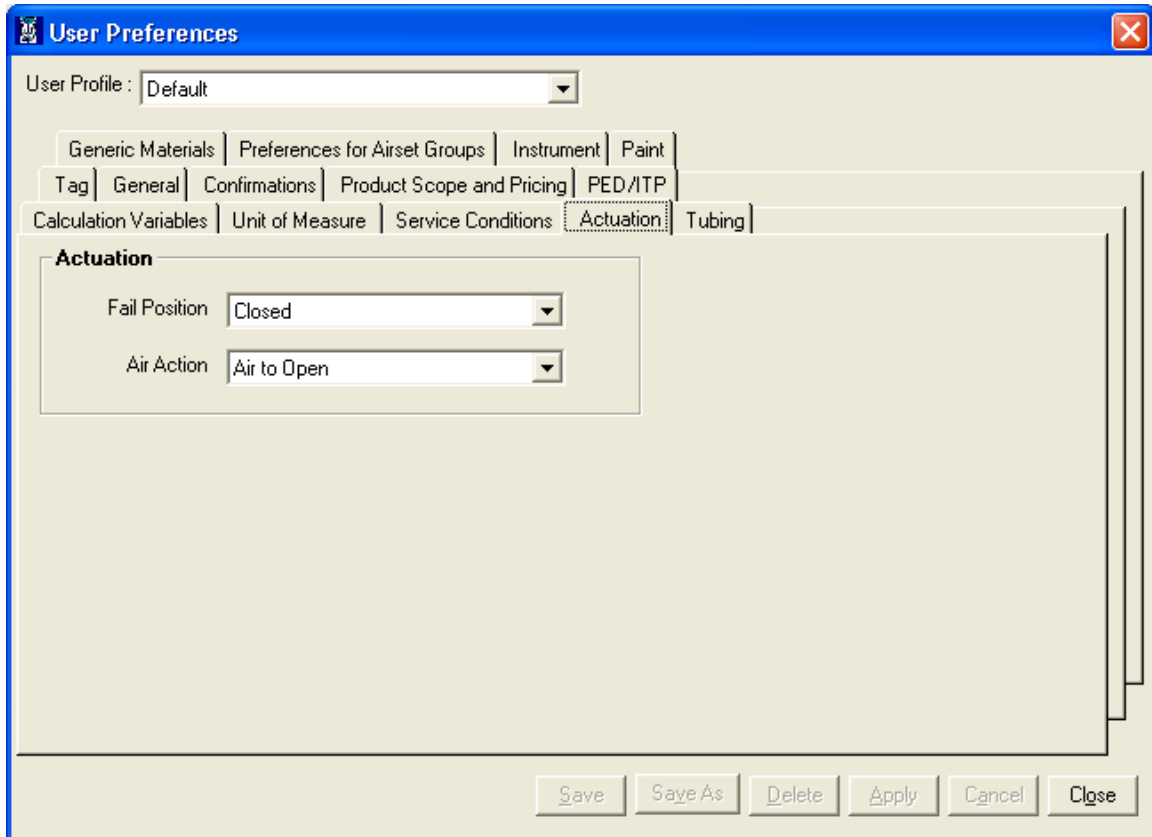 User Preferences
User Profile : Default
Generic Materials Preferences for Airset Groups Instrument Paint
Tag General Confirmations Product Scope and Pricing PED/ITP
Calculation Variables Unit of Measure Service Conditions Actuation Tubing
Actuation
Fail Position Closed
Air Action Air to Open
Save Save As Delete Apply Cancel Close